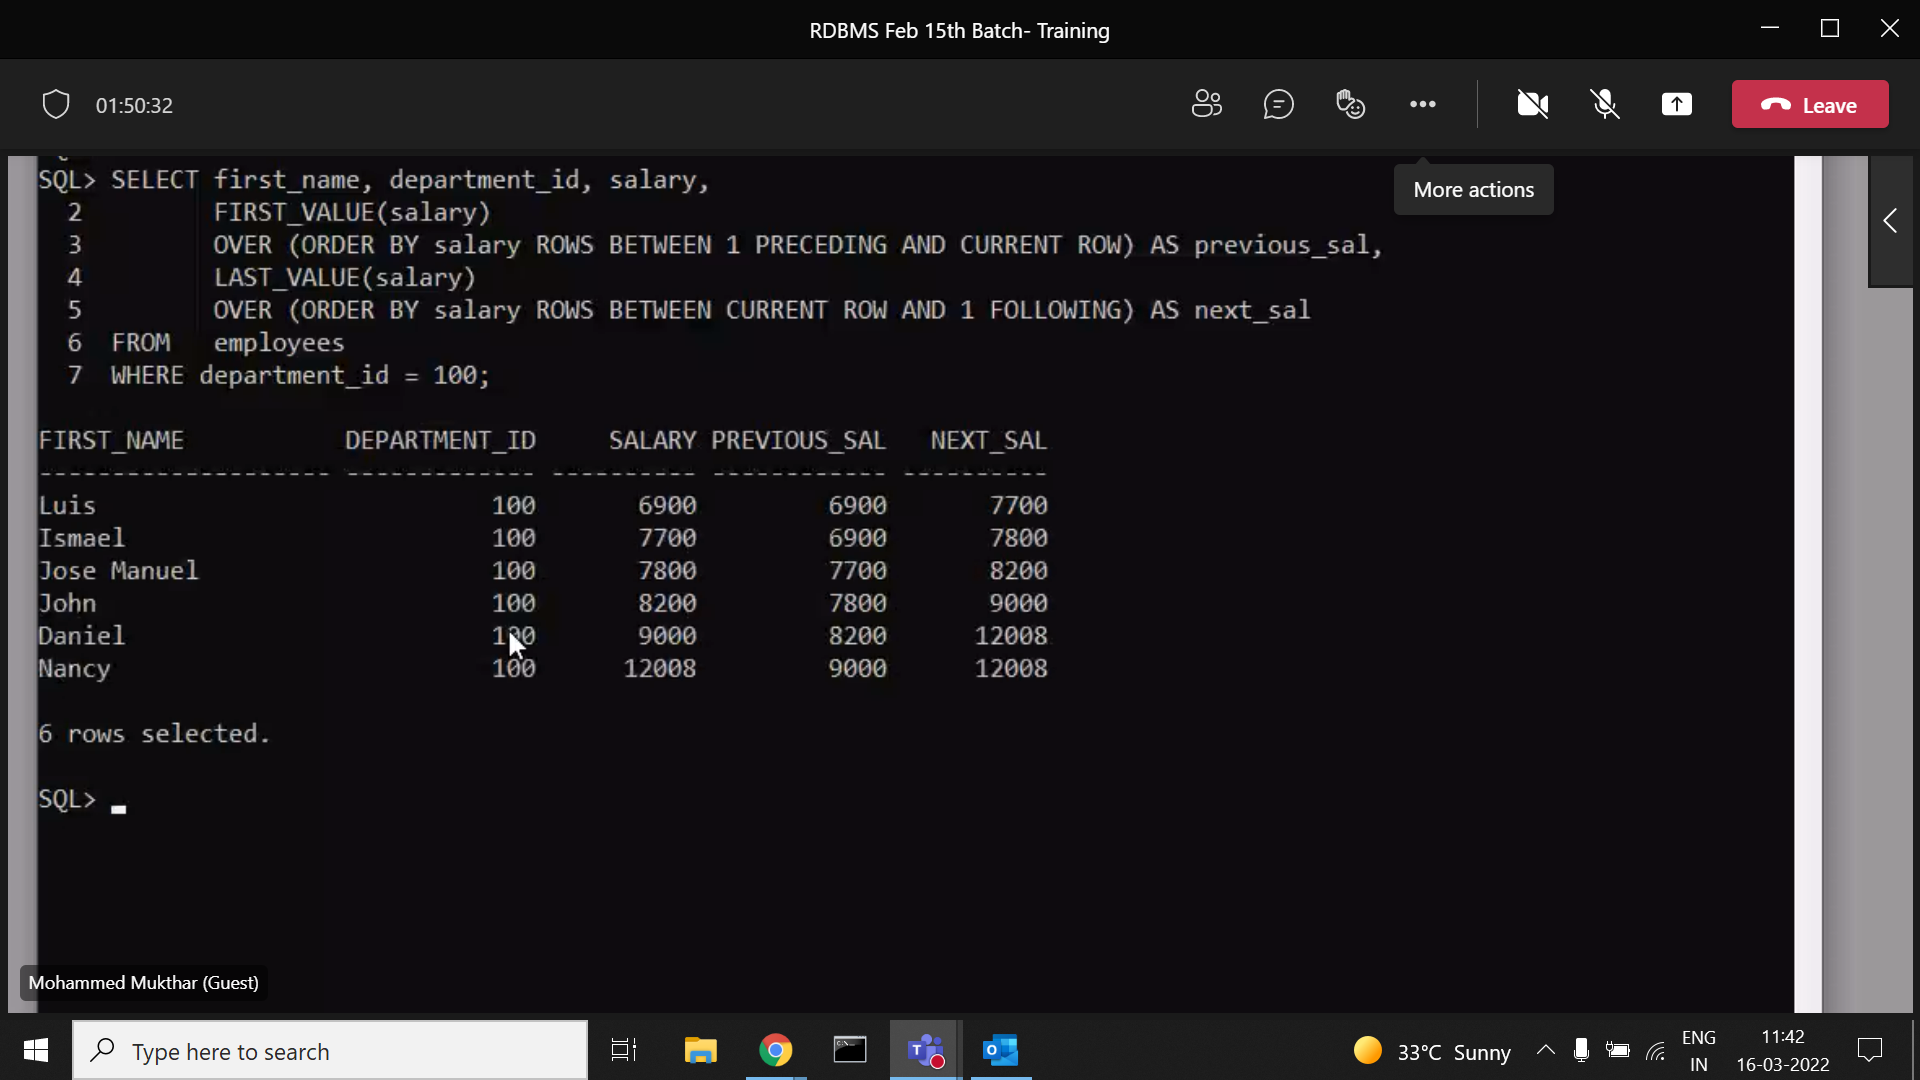 RDBMS Feb 15th Batch- Training
01:50:32
Leave
More actions
SQL> SELECT first_name, department_id, salary,
2 FIRST_VALUE(salary)
3 OVER (ORDER BY salary ROWS BETWEEN 1 PRECEDING AND CURRENT ROW) AS previous_sal,
4 LAST_VALUE(salary)
5 OVER (ORDER BY salary ROWS BETWEEN CURRENT ROW AND 1 FOLLOWING) AS next_sal
6 FROM employees
7 WHERE department_id = 100;
FIRST_NAME DEPARTMENT_ID SALARY PREVIOUS_SAL NEXT_SAL
-------------------- ------------- ---------- ------------ ----------
Luis 100 6900 6900 7700
Ismael 100 7700 6900 7800
Jose Manuel 100 7800 7700 8200
John 100 8200 7800 9000
Daniel 100 9000 8200 12008
Nancy 100 12008 9000 12008
6 rows selected.
SQL> _
Mohammed Mukthar (Guest)
Type here to search
33°C Sunny
ENG
IN
11:42
16-03-2022